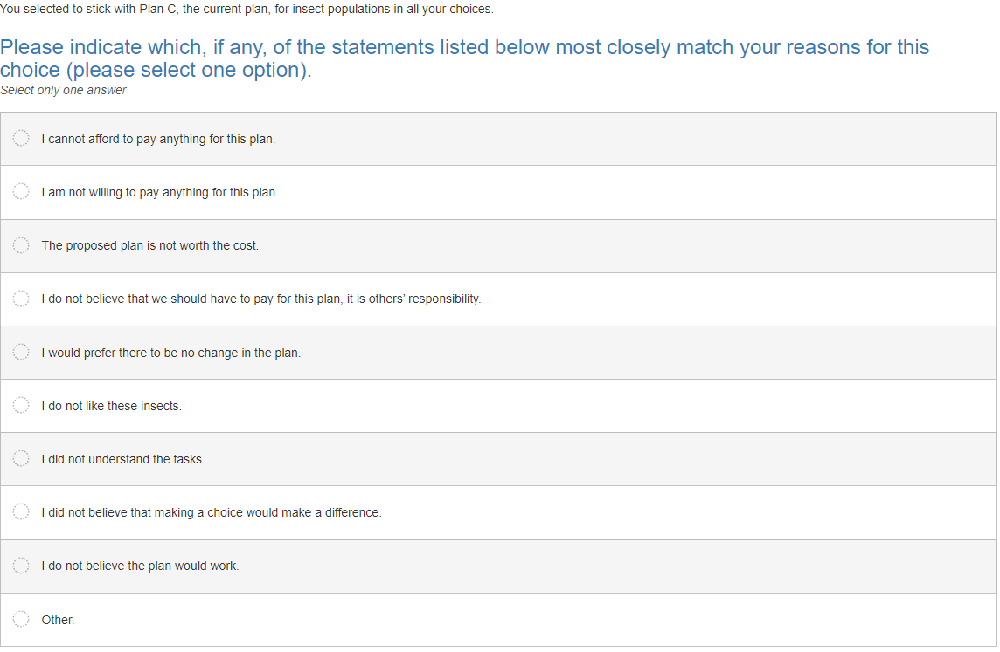 You selected to stick with Plan C, the current plan, for insect populations in all your choices.
Please indicate which, if any, of the statements listed below most closely match your reasons for this
choice (please select one option).
Select only one answer
I cannot afford to pay anything for this plan.
I am not willing to pay anything for this plan.
The proposed plan is not worth the cost.
I do not believe that we should have to pay for this plan, it is others' responsibility.
I would prefer there to be no change in the plan.
I do not like these insects.
I did not understand the tasks.
I did not believe that making a choice would make a difference.
I do not believe the plan would work.
Other.